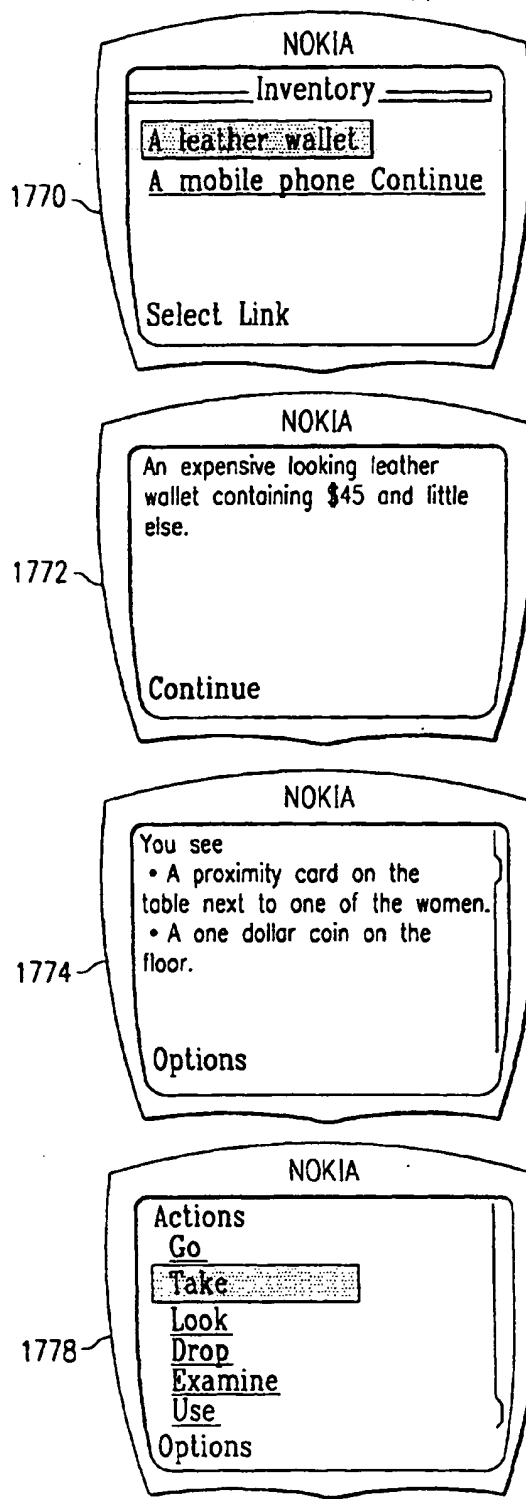 NOKIA
Inventory
A leather wallet
A mobile phone Continue
1770
Select Link
NOKIA
An expensive looking leather
wallet containing $45 and little
else.
1772
Continue
NOKIA
You see
• A proximity card on the
table next to one of the women.
• A one dollar coin on the
floor.
1774
Options
NOKIA
Actions
Go
Take
Look
Drop
Examine
Use
1778
Options